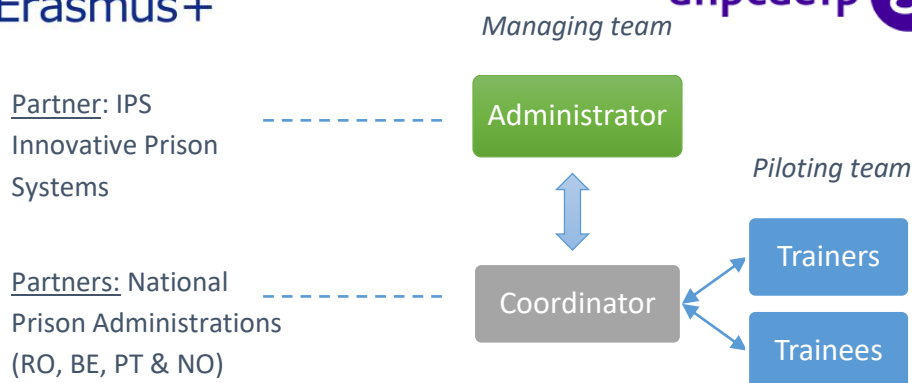 Erasmus+
Managing team
Partner: IPS
Innovative Prison
Systems
Administrator
Piloting team
Partners: National
Prison Administrations
(RO, BE, PT & NO)
Coordinator
Trainers
Trainees